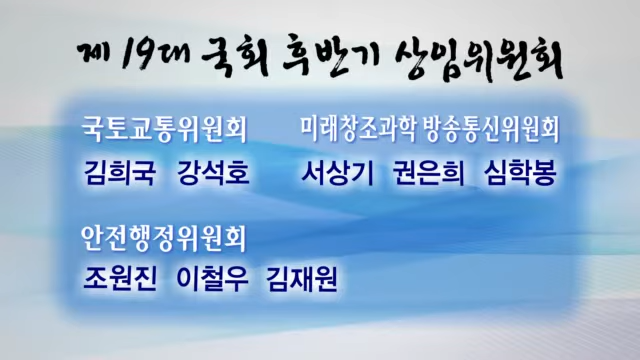 제 19대 국회 후반기 상임위원회
국토교통위원회
김희국 강석호
미래창조과학 방송통신위원회
서상기 권은희 심학봉
안전행정위원회
조원진 이철우 김재원